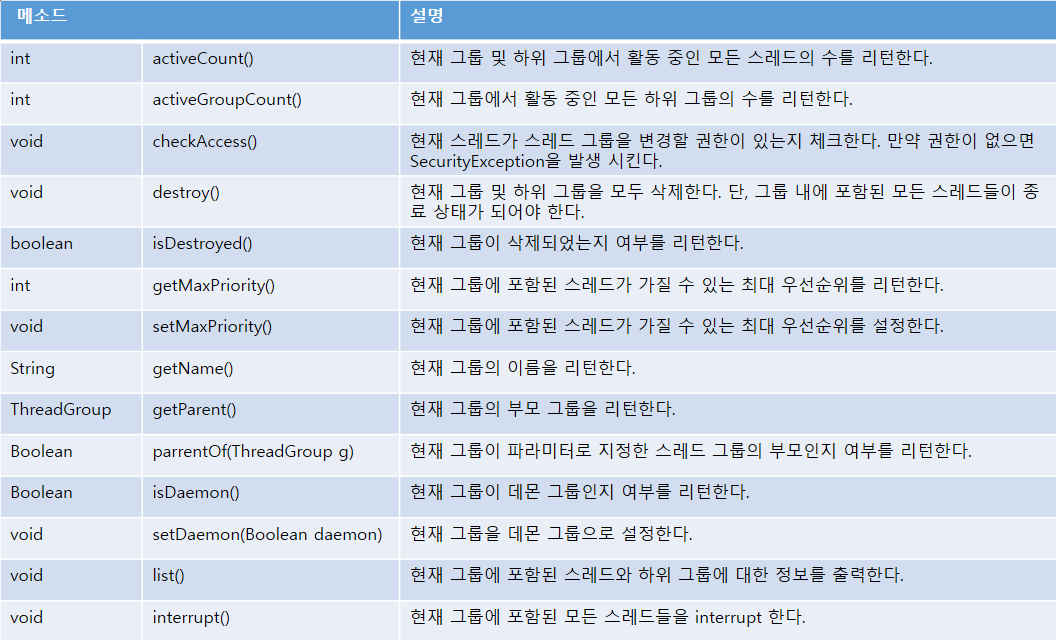 메소드 설명
int activeCount() 현재 그룹 및 하위 그룹에서 활동 중인 모든 스레드의 수를 리턴한다.
int activeGroupCount() 현재 그룹에서 활동 중인 모든 하위 그룹의 수를 리턴한다.
void checkAccess() 현재 스레드가 스레드 그룹을 변경할 권한이 있는지 체크한다. 만약 권한이 없으면
SecurityException을 발생 시킨다.
void destroy() 현재 그룹 및 하위 그룹을 모두 삭제한다. 단, 그룹 내에 포함된 모든 스레드들이 종
료 상태가 되어야 한다.
boolean isDestroyed() 현재 그룹이 삭제되었는지 여부를 리턴한다.
int getMaxPriority() 현재 그룹에 포함된 스레드가 가질 수 있는 최대 우선순위를 리턴한다.
void setMaxPriority() 현재 그룹에 포함된 스레드가 가질 수 있는 최대 우선순위를 설정한다.
String getName() 현재 그룹의 이름을 리턴한다.
ThreadGroup getParent() 현재 그룹의 부모 그룹을 리턴한다.
Boolean parrentOf(ThreadGroup g) 현재 그룹이 파라미터로 지정한 스레드 그룹의 부모인지 여부를 리턴한다.
Boolean isDaemon() 현재 그룹이 데몬 그룹인지 여부를 리턴한다.
void setDaemon(Boolean daemon) 현재 그룹을 데몬 그룹으로 설정한다.
void list() 현재 그룹에 포함된 스레드와 하위 그룹에 대한 정보를 출력한다.
void interrupt() 현재 그룹에 포함된 모든 스레드들을 interrupt 한다.